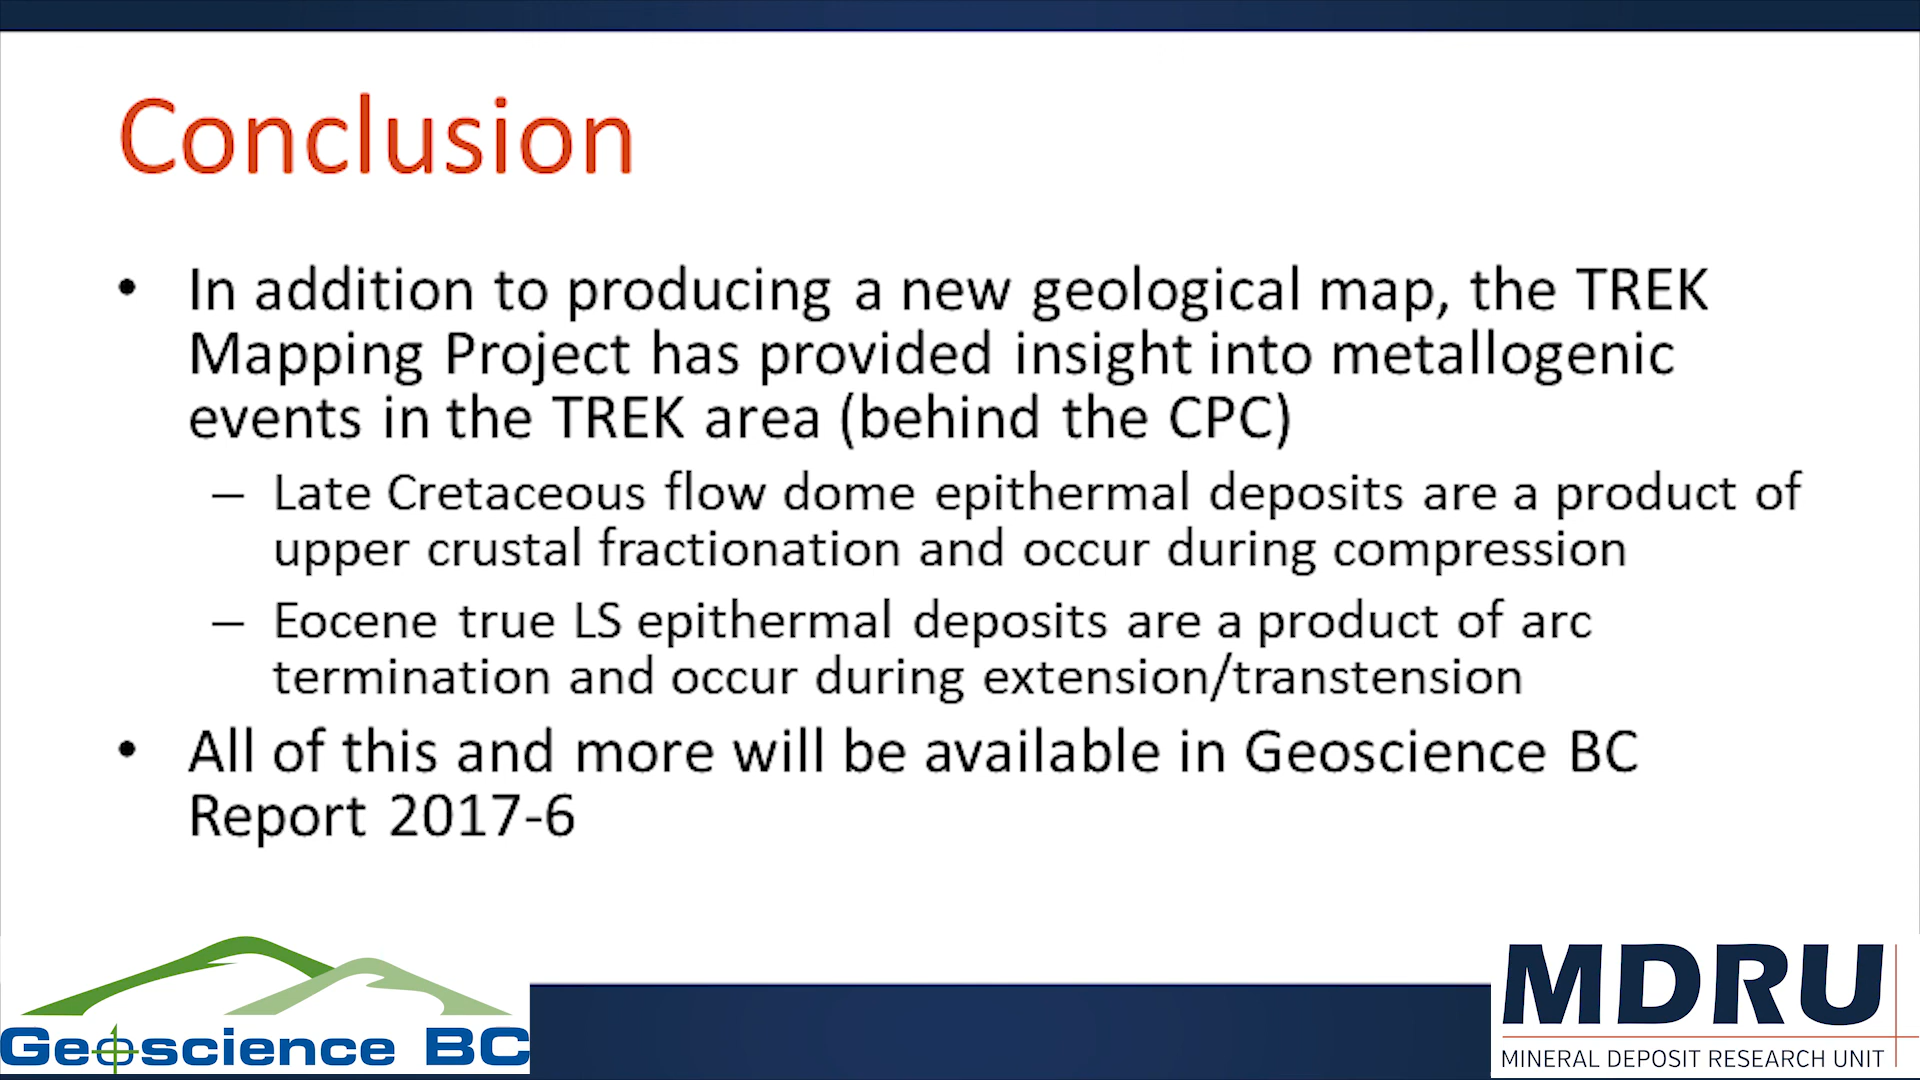 Conclusion
• In addition to producing a new geological map, the TREK
Mapping Project has provided insight into metallogenic
events in the TREK area (behind the CPC)
– Late Cretaceous flow dome epithermal deposits are a product of
upper crustal fractionation and occur during compression
– Eocene true LS epithermal deposits are a product of arc
termination and occur during extension/transtension
• All of this and more will be available in Geoscience BC
Report 2017-6
Geoscience BC
MDRU
MINERAL DEPOSIT RESEARCH UNIT